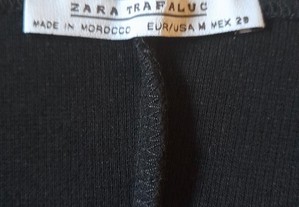 ZARA TRAFALUC
MADE IN MOROCCO EUR/USA M MEX 28